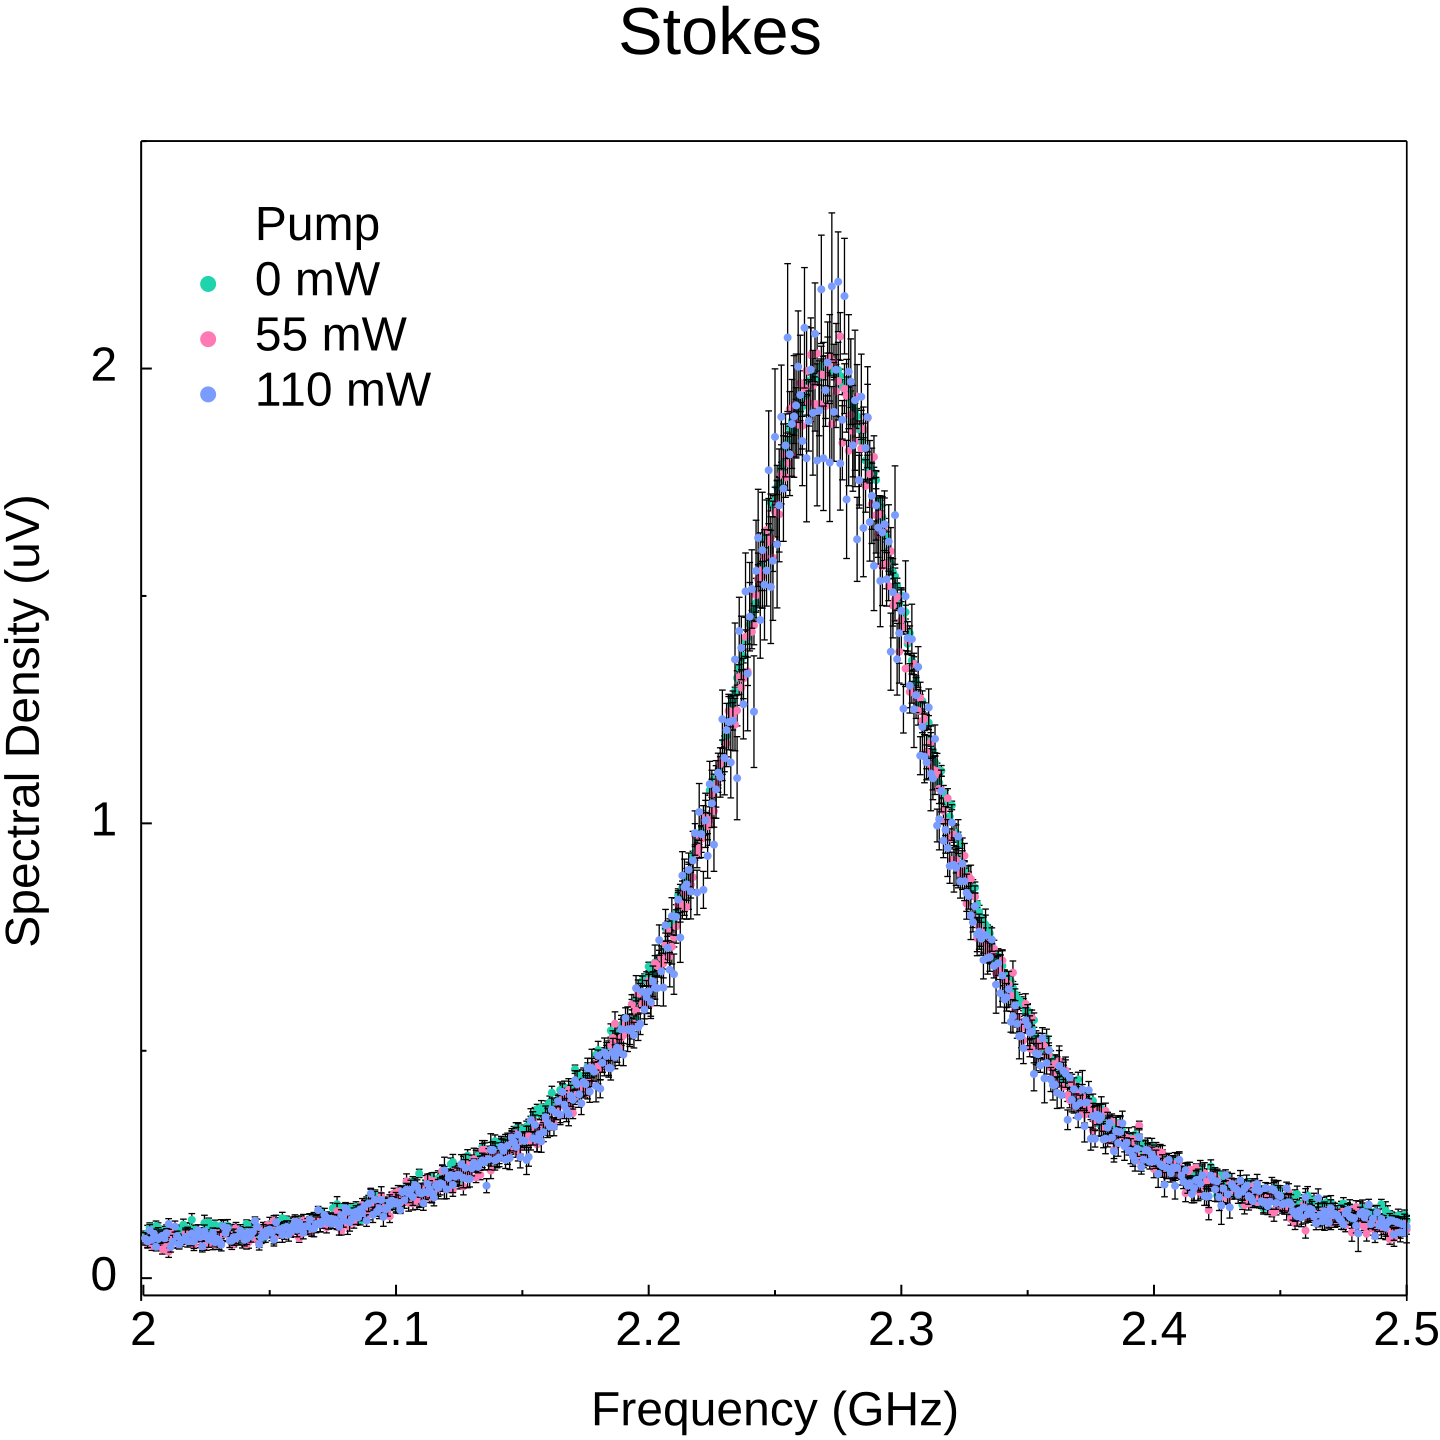 Stokes
Pump
0 mW
55 mW
110 mW
2
1
0
Spectral Density (uV)
2
2.1
2.2
2.3
2.4
2.5
Frequency (GHz)